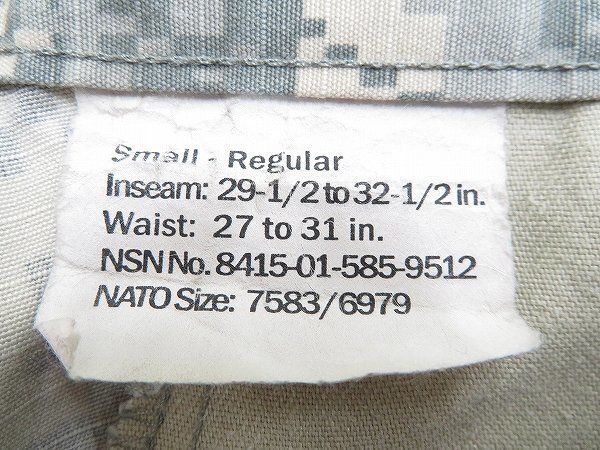 Small - Regular
Inseam: 29-1/2 to 32-1/2 in.
Waist: 27 to 31 in.
NSN No. 8415-01-585-9512
NATO Size: 7583/6979